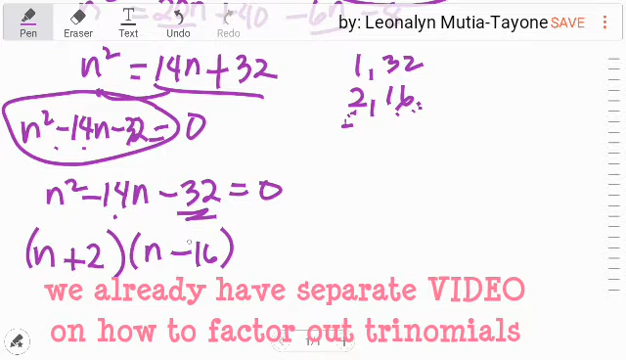 Pen Eraser Text Undo Redo
by: Leonalyn Mutia-Tayone SAVE
n² = 14n + 32
1, 32
2, 16
n² - 14n - 32 = 0
n² - 14n - 32 = 0
(n + 2)(n - 16)
we already have separate VIDEO
on how to factor out trinomials
1/1